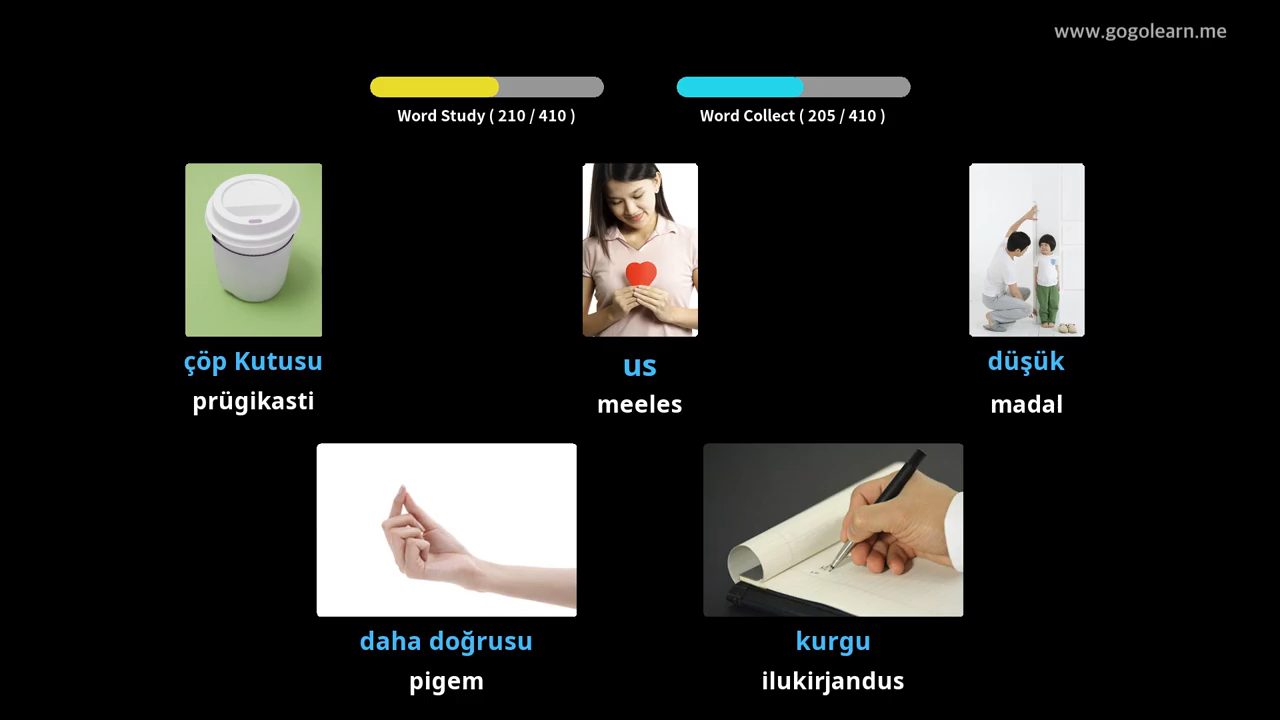 www.gogolearn.me
Word Study ( 210 / 410 )
Word Collect ( 205 / 410 )
çöp Kutusu
prügikasti
us
meeles
düşük
madal
daha doğrusu
pigem
kurgu
ilukirjandus